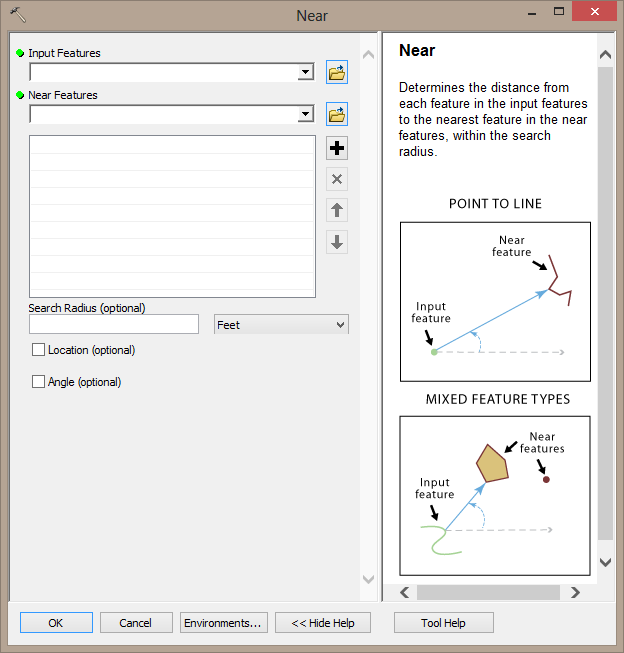 Near
Input Features
Near Features
Search Radius (optional)
Feet
Location (optional)
Angle (optional)
OK
Cancel
Environments...
<< Hide Help
Tool Help
Near
Determines the distance from
each feature in the input features
to the nearest feature in the near
features, within the search
radius.
POINT TO LINE
Near
feature
Input
feature
MIXED FEATURE TYPES
Near
features
Input
feature